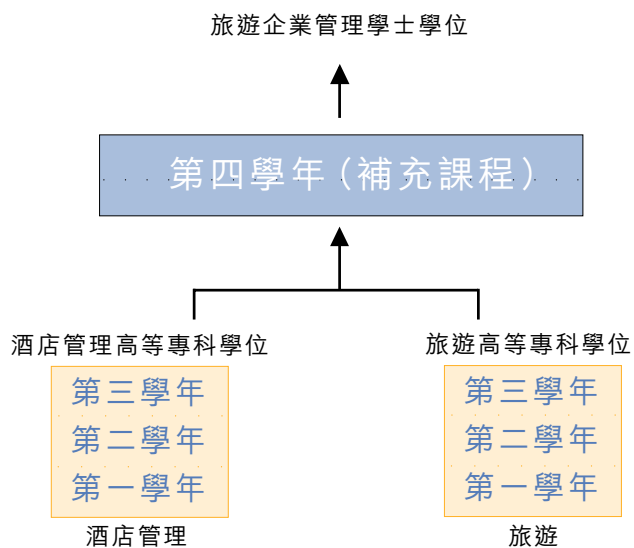 旅遊企業管理學士學位
第四學年（補充課程）
酒店管理高等專科學位
旅遊高等專科學位
第三學年
第二學年
第一學年
第三學年
第二學年
第一學年
酒店管理
旅遊